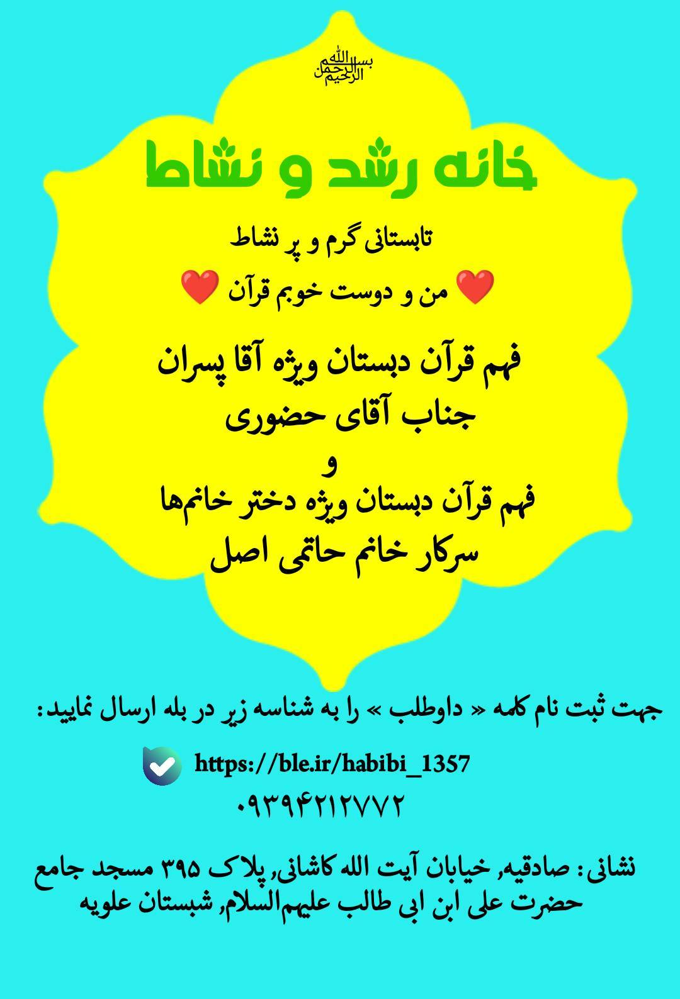 بسم الله الرحمن الرحیم
خانه رشد و نشاط
تابستانی گرم و پر نشاط
❤️ من و دوست خوبم قرآن ❤️
فهم قرآن دبستان ویژه آقا پسران
جناب آقای حضوری
و
فهم قرآن دبستان ویژه دختر خانم‌ها
سرکار خانم حاتمی اصل
جهت ثبت نام کلمه « داوطلب » را به شناسه زیر در بله ارسال نمایید:
https://ble.ir/habibi_1357
۰۹۳۹۴۲۱۲۷۷۲
نشانی: صادقیه, خیابان آیت الله کاشانی, پلاک ۳۹۵ مسجد جامع
حضرت علی ابن ابی طالب علیهم‌السلام, شبستان علویه